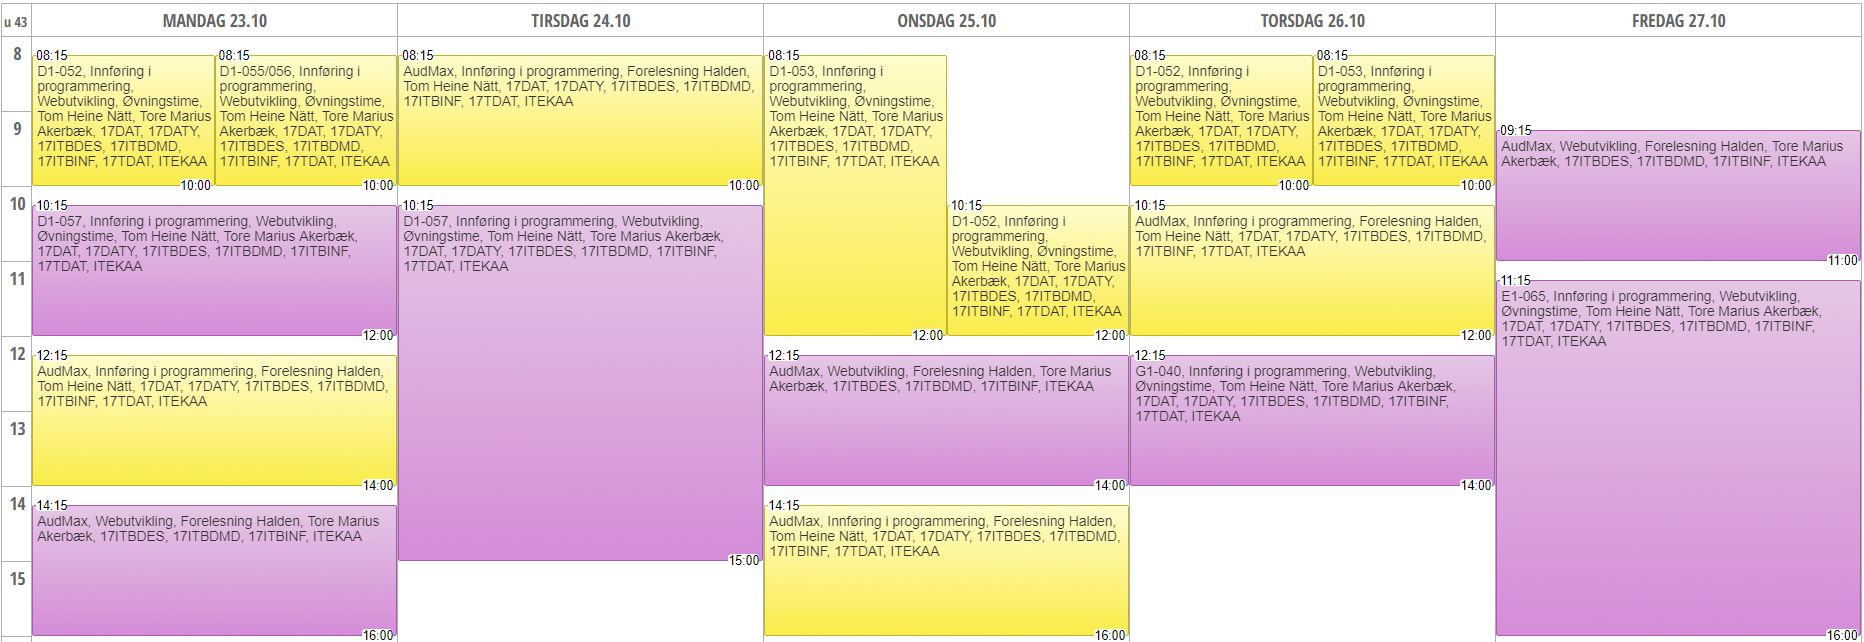 u 43
MANDAG 23.10
TIRSDAG 24.10
ONSDAG 25.10
TORSDAG 26.10
FREDAG 27.10
8
9
10
11
12
13
14
15
08:15
D1-052, Innføring i
programmering,
Webutvikling, Øvningstime,
Tom Heine Nätt, Tore Marius
Akerbæk, 17DAT, 17DATY,
17ITBDES, 17ITBDMD,
17ITBINF, 17TDAT, ITEKAA
10:00
08:15
D1-055/056, Innføring i
programmering,
Webutvikling, Øvningstime,
Tom Heine Nätt, Tore Marius
Akerbæk, 17DAT, 17DATY,
17ITBDES, 17ITBDMD,
17ITBINF, 17TDAT, ITEKAA
10:00
10:15
D1-057, Innføring i programmering, Webutvikling,
Øvningstime, Tom Heine Nätt, Tore Marius Akerbæk,
17DAT, 17DATY, 17ITBDES, 17ITBDMD, 17ITBINF,
17TDAT, ITEKAA
12:00
12:15
AudMax, Innføring i programmering, Forelesning Halden,
Tom Heine Nätt, 17DAT, 17DATY, 17ITBDES, 17ITBDMD,
17ITBINF, 17TDAT, ITEKAA
14:00
14:15
AudMax, Webutvikling, Forelesning Halden, Tore Marius
Akerbæk, 17ITBDES, 17ITBDMD, 17ITBINF, ITEKAA
16:00
08:15
AudMax, Innføring i programmering, Forelesning Halden,
Tom Heine Nätt, 17DAT, 17DATY, 17ITBDES, 17ITBDMD,
17ITBINF, 17TDAT, ITEKAA
10:00
10:15
D1-057, Innføring i programmering, Webutvikling,
Øvningstime, Tom Heine Nätt, Tore Marius Akerbæk,
17DAT, 17DATY, 17ITBDES, 17ITBDMD, 17ITBINF,
17TDAT, ITEKAA
15:00
08:15
D1-053, Innføring i
programmering,
Webutvikling, Øvningstime,
Tom Heine Nätt, Tore Marius
Akerbæk, 17DAT, 17DATY,
17ITBDES, 17ITBDMD,
17ITBINF, 17TDAT, ITEKAA
12:00
10:15
D1-052, Innføring i
programmering,
Webutvikling, Øvningstime,
Tom Heine Nätt, Tore Marius
Akerbæk, 17DAT, 17DATY,
17ITBDES, 17ITBDMD,
17ITBINF, 17TDAT, ITEKAA
12:00
12:15
AudMax, Webutvikling, Forelesning Halden, Tore Marius
Akerbæk, 17ITBDES, 17ITBDMD, 17ITBINF, ITEKAA
14:00
14:15
AudMax, Innføring i programmering, Forelesning Halden,
Tom Heine Nätt, 17DAT, 17DATY, 17ITBDES, 17ITBDMD,
17ITBINF, 17TDAT, ITEKAA
16:00
08:15
D1-052, Innføring i
programmering,
Webutvikling, Øvningstime,
Tom Heine Nätt, Tore Marius
Akerbæk, 17DAT, 17DATY,
17ITBDES, 17ITBDMD,
17ITBINF, 17TDAT, ITEKAA
10:00
08:15
D1-053, Innføring i
programmering,
Webutvikling, Øvningstime,
Tom Heine Nätt, Tore Marius
Akerbæk, 17DAT, 17DATY,
17ITBDES, 17ITBDMD,
17ITBINF, 17TDAT, ITEKAA
10:00
10:15
AudMax, Innføring i programmering, Forelesning Halden,
Tom Heine Nätt, 17DAT, 17DATY, 17ITBDES, 17ITBDMD,
17ITBINF, 17TDAT, ITEKAA
12:00
12:15
G1-040, Innføring i programmering, Webutvikling,
Øvningstime, Tom Heine Nätt, Tore Marius Akerbæk,
17DAT, 17DATY, 17ITBDES, 17ITBDMD, 17ITBINF,
17TDAT, ITEKAA
14:00
09:15
AudMax, Webutvikling, Forelesning Halden, Tore Marius
Akerbæk, 17ITBDES, 17ITBDMD, 17ITBINF, ITEKAA
11:00
11:15
E1-065, Innføring i programmering, Webutvikling,
Øvningstime, Tom Heine Nätt, Tore Marius Akerbæk,
17DAT, 17DATY, 17ITBDES, 17ITBDMD, 17ITBINF,
17TDAT, ITEKAA
16:00